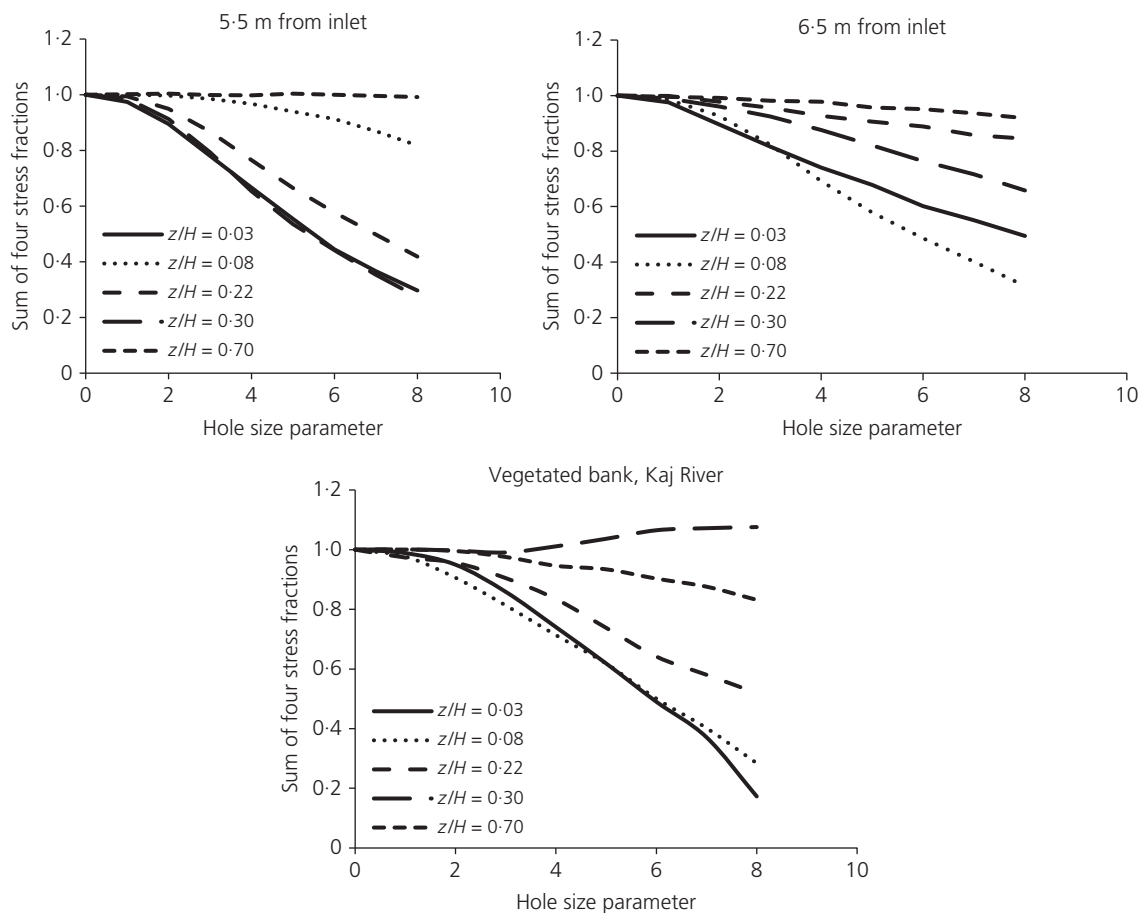 5·5 m from inlet
1·2
1·0
0·8
0·6
0·4
0·2
0
Sum of four stress fractions
z/H = 0·03
z/H = 0·08
z/H = 0·22
z/H = 0·30
z/H = 0·70
0 2 4 6 8 10
Hole size parameter
6·5 m from inlet
1·2
1·0
0·8
0·6
0·4
0·2
0
Sum of four stress fractions
z/H = 0·03
z/H = 0·08
z/H = 0·22
z/H = 0·30
z/H = 0·70
0 2 4 6 8 10
Hole size parameter
Vegetated bank, Kaj River
1·2
1·0
0·8
0·6
0·4
0·2
0
Sum of four stress fractions
z/H = 0·03
z/H = 0·08
z/H = 0·22
z/H = 0·30
z/H = 0·70
0 2 4 6 8 10
Hole size parameter